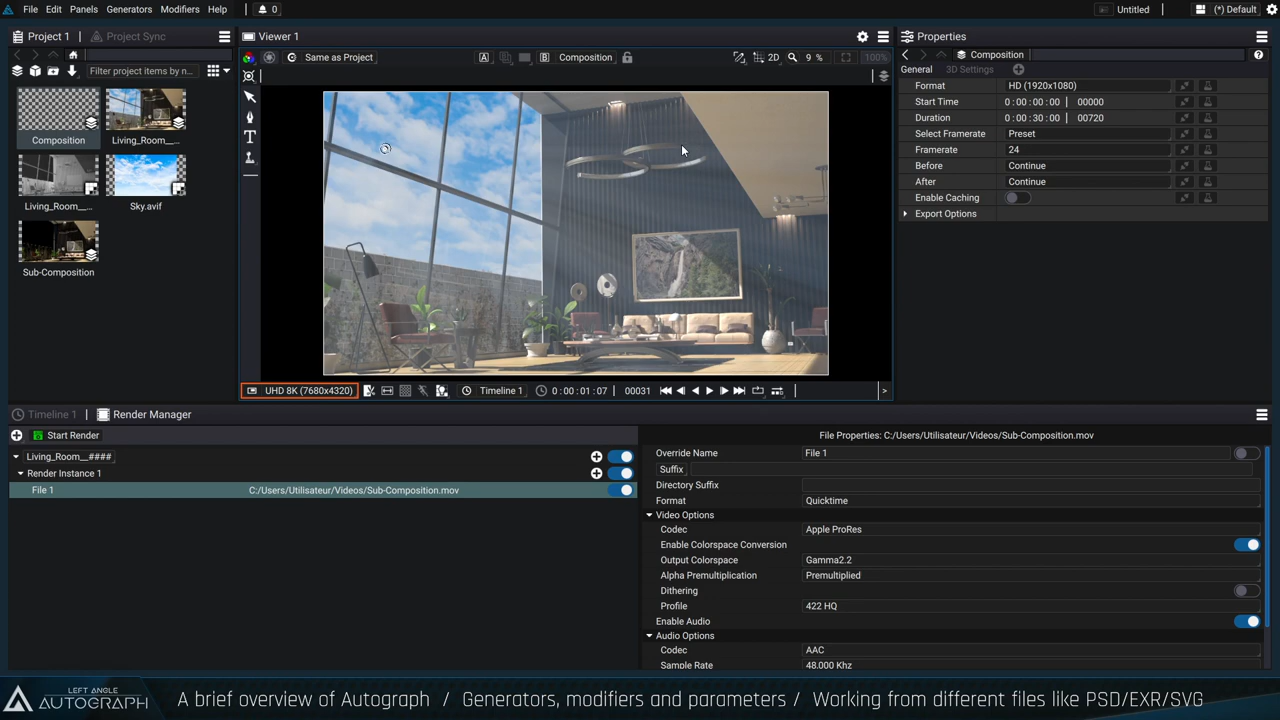 File Edit Panels Generators Modifiers Help 0 Untitled (*) Default
Project 1 Project Sync
Filter project items by n...
Composition Living_Room__...
Living_Room__... Sky.avif
Sub-Composition
Viewer 1
Same as Project A B Composition 2D 9 % 100%
UHD 8K (7680x4320) Timeline 1 0:00:01:07 00031
Properties
Composition
General 3D Settings
Format HD (1920x1080)
Start Time 0:00:00:00 00000
Duration 0:00:30:00 00720
Select Framerate Preset
Framerate 24
Before Continue
After Continue
Enable Caching
Export Options
Timeline 1 Render Manager
Start Render
Living_Room__####
Render Instance 1
File 1 C:/Users/Utilisateur/Videos/Sub-Composition.mov
File Properties: C:/Users/Utilisateur/Videos/Sub-Composition.mov
Override Name File 1
Suffix
Directory Suffix
Format Quicktime
Video Options
Codec Apple ProRes
Enable Colorspace Conversion
Output Colorspace Gamma2.2
Alpha Premultiplication Premultiplied
Dithering
Profile 422 HQ
Enable Audio
Audio Options
Codec AAC
Sample Rate 48.000 Khz
LEFT ANGLE
AUTOGRAPH
A brief overview of Autograph / Generators, modifiers and parameters / Working from different files like PSD/EXR/SVG